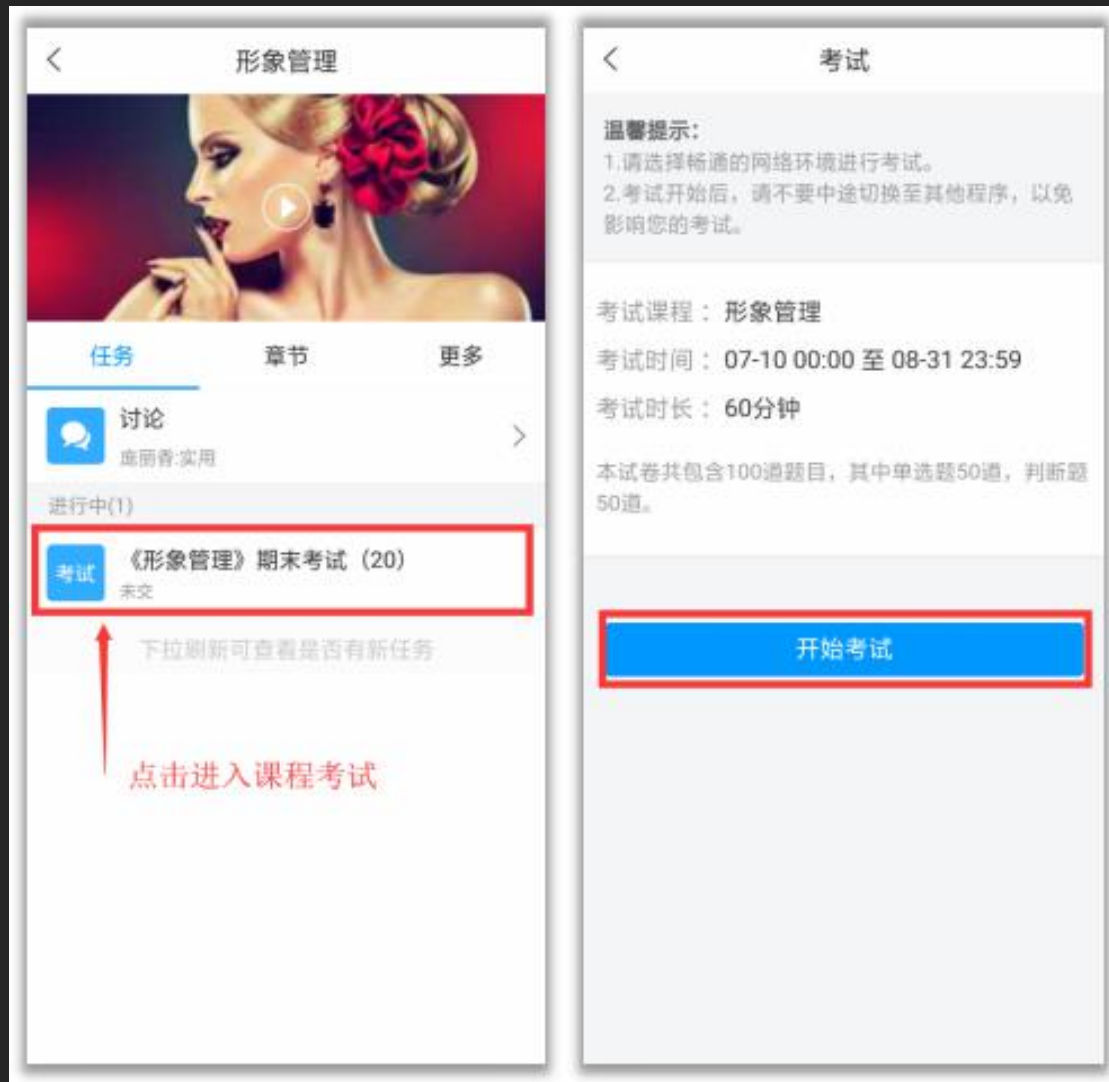 形象管理
任务 章节 更多
讨论
庞丽香:实用
进行中(1)
考试
《形象管理》期末考试（20）
未交
下拉刷新可查看是否有新任务
点击进入课程考试
考试
温馨提示：
1.请选择畅通的网络环境进行考试。
2.考试开始后，请不要中途切换至其他程序，以免
影响您的考试。
考试课程： 形象管理
考试时间： 07-10 00:00 至 08-31 23:59
考试时长： 60分钟
本试卷共包含100道题目，其中单选题50道，判断题
50道。
开始考试